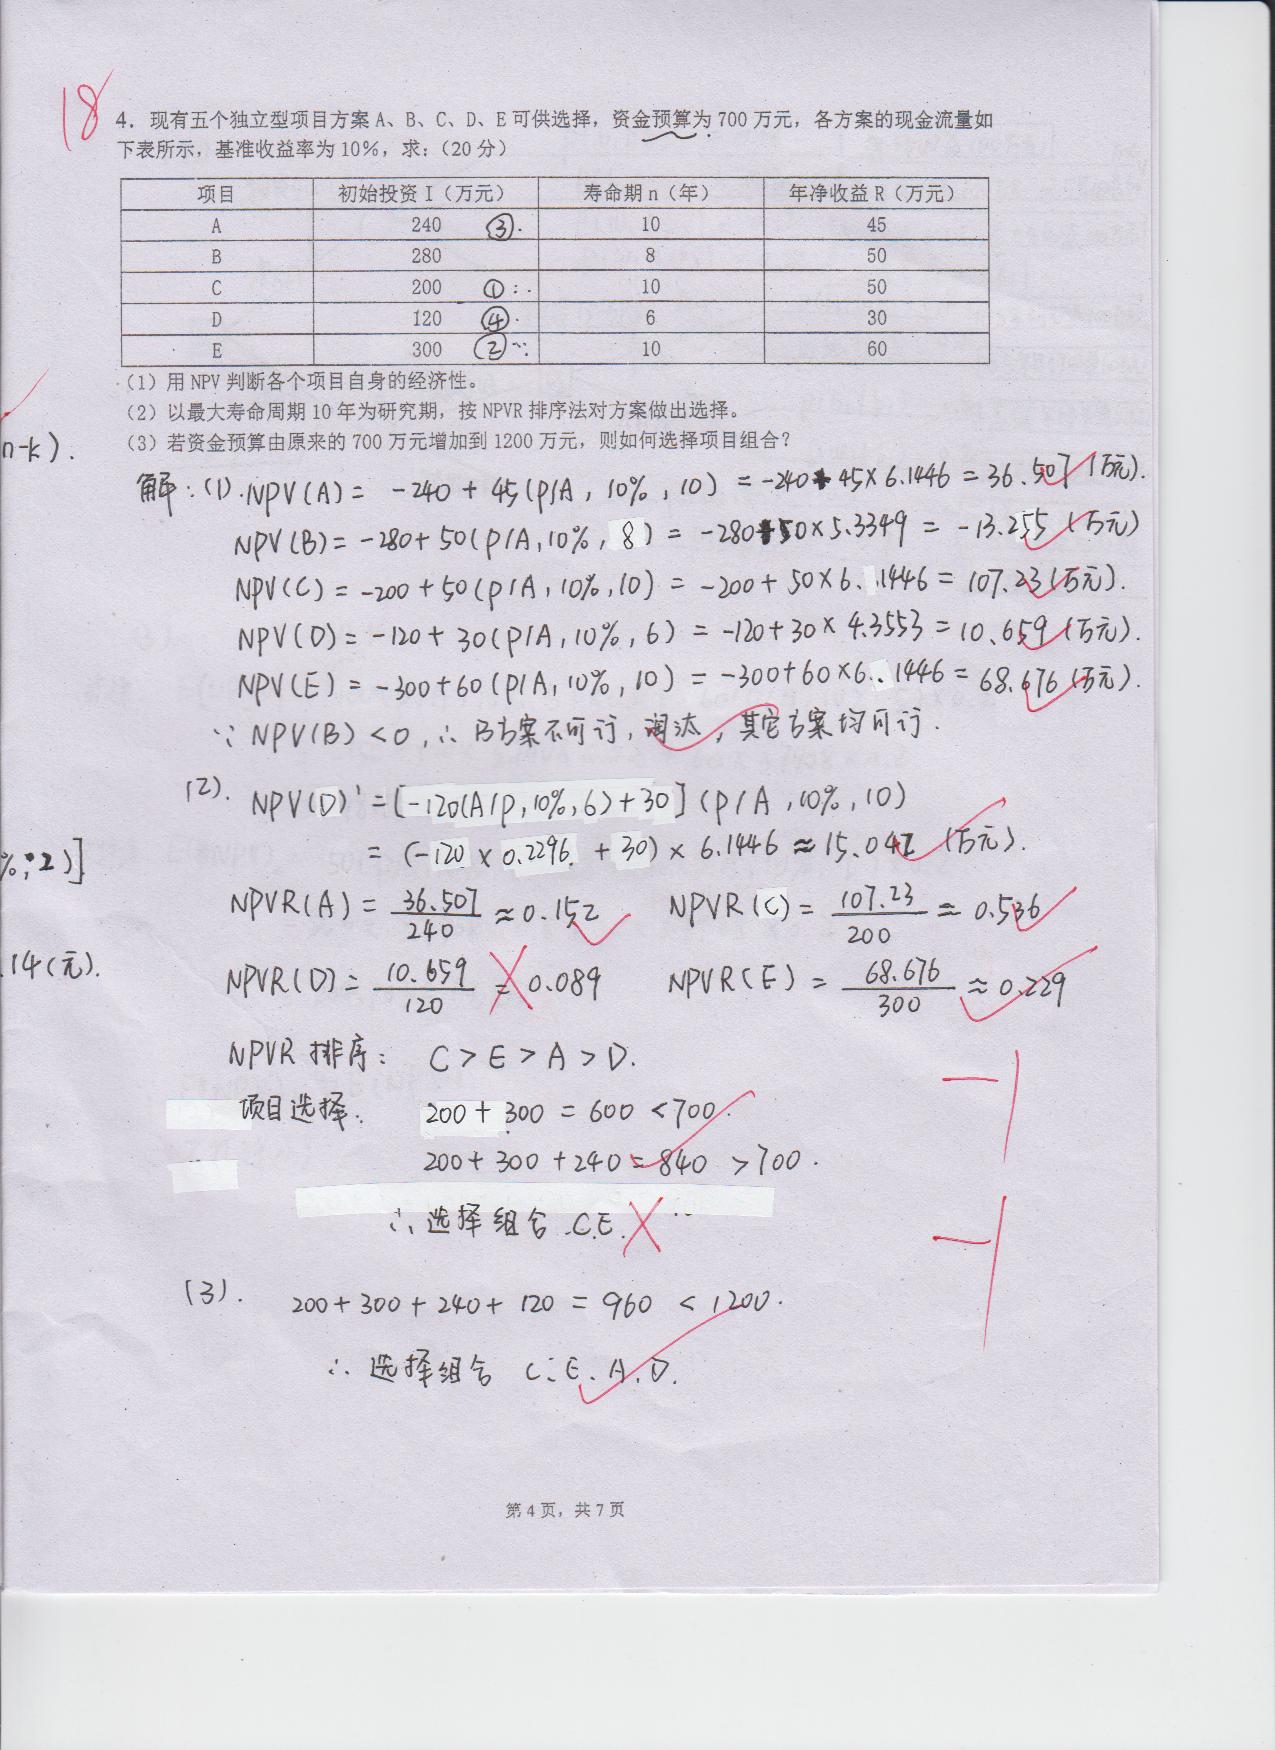 18
4. 现有五个独立型项目方案 A、B、C、D、E 可供选择，资金预算为 700 万元，各方案的现金流量如
下表所示，基准收益率为 10%，求：（20 分）
项目 初始投资 I（万元） 寿命期 n（年） 年净收益 R（万元）
A 240 ③. 10 45
B 280 8 50
C 200 ① 10 50
D 120 ④ 6 30
E 300 ② 10 60
（1）用 NPV 判断各个项目自身的经济性。
（2）以最大寿命周期 10 年为研究期，按 NPVR 排序法对方案做出选择。
（3）若资金预算由原来的 700 万元增加到 1200 万元，则如何选择项目组合？
n-k).
解：(1). NPV(A) = -240 + 45(P/A, 10%, 10) = -240 + 45×6.1446 = 36.507 (万元).
NPV(B) = -280+50(P/A,10%,8) = -280+50×5.3349 = -13.255 (万元)
NPV(C) = -200+50(P/A,10%,10) = -200+50×6.1446 = 107.23(万元).
NPV(D) = -120+30(P/A,10%,6) = -120+30×4.3553 = 10.659(万元).
NPV(E) = -300+60(P/A,10%,10) = -300+60×6.1446 = 68.676(万元).
∵ NPV(B) < 0, ∴ B方案不可行, 淘汰, 其它方案均可行.
(2). NPV(D)' = [-120(A/P,10%,6)+30](P/A,10%,10)
= (-120 × 0.2296 + 30) × 6.1446 ≈ 15.042 (万元).
%,2)]
NPVR(A) = 36.507/240 ≈ 0.152 NPVR(C) = 107.23/200 ≈ 0.536
.14(元).
NPVR(D) = 10.659/120 = 0.089 NPVR(E) = 68.676/300 ≈ 0.229
NPVR 排序: C > E > A > D.
-1
项目选择. 200+300 = 600 < 700.
200+300+240 = 840 > 700.
∴ 选择组合 C.E.
-1
(3). 200+300+240+120 = 960 < 1200.
∴ 选择组合 C、E、A、D.
第 4 页，共 7 页